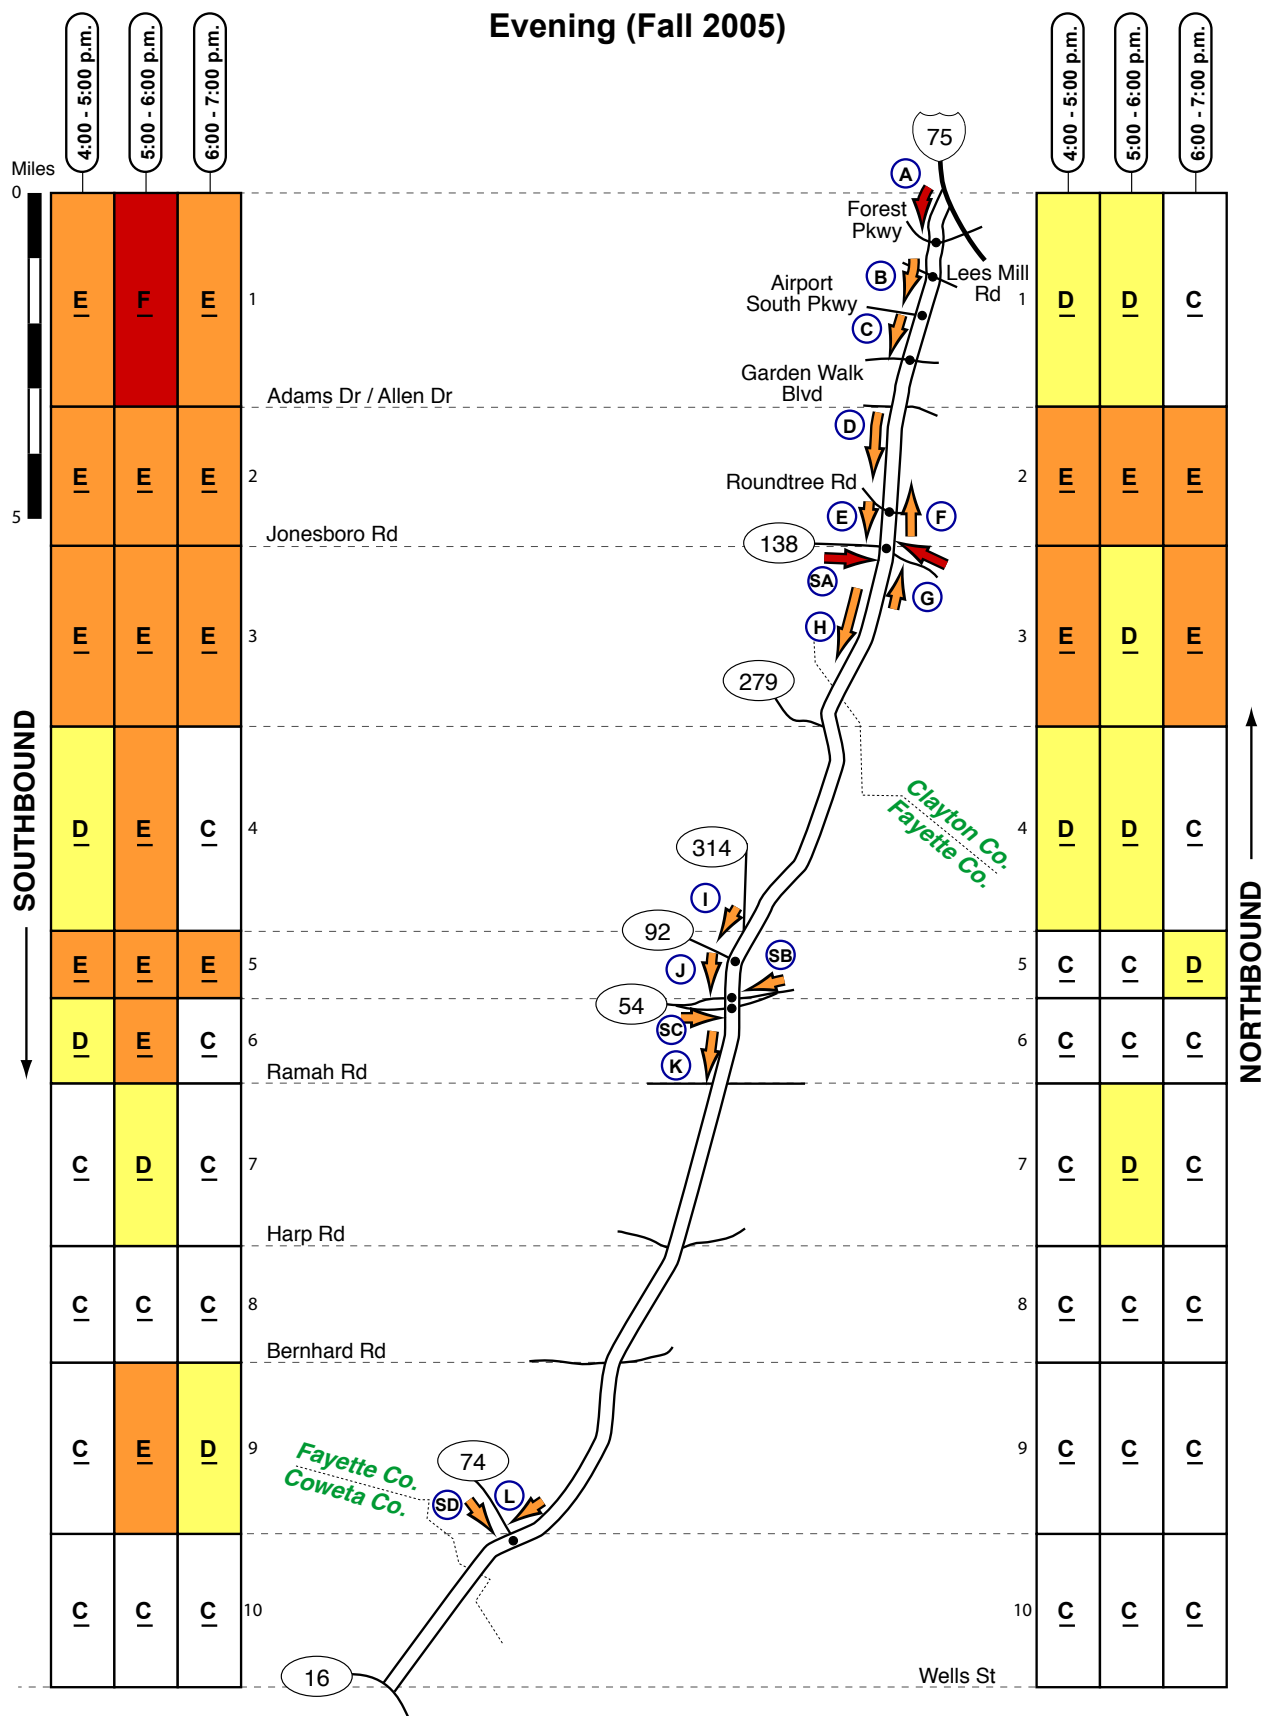 Evening (Fall 2005)
4:00 - 5:00 p.m.
5:00 - 6:00 p.m.
6:00 - 7:00 p.m.
4:00 - 5:00 p.m.
5:00 - 6:00 p.m.
6:00 - 7:00 p.m.
Miles
0
5
75
A
Forest
Pkwy
B
Lees Mill
Rd
Airport
South Pkwy
C
E F E 1
1 D D C
Garden Walk
Blvd
Adams Dr / Allen Dr
D
E E E 2
Roundtree Rd
2 E E E
E
F
Jonesboro Rd
138
SA
G
H
E E E 3
3 E D E
279
SOUTHBOUND
NORTHBOUND
Clayton Co.
Fayette Co.
D E C 4
4 D D C
314
I
92
SB
J
E E E 5
5 C C D
54
SC
K
D E C 6
6 C C C
Ramah Rd
C D C 7
7 C D C
Harp Rd
C C C 8
8 C C C
Bernhard Rd
C E D 9
9 C C C
Fayette Co.
Coweta Co.
74
SD
L
C C C 10
10 C C C
16
Wells St